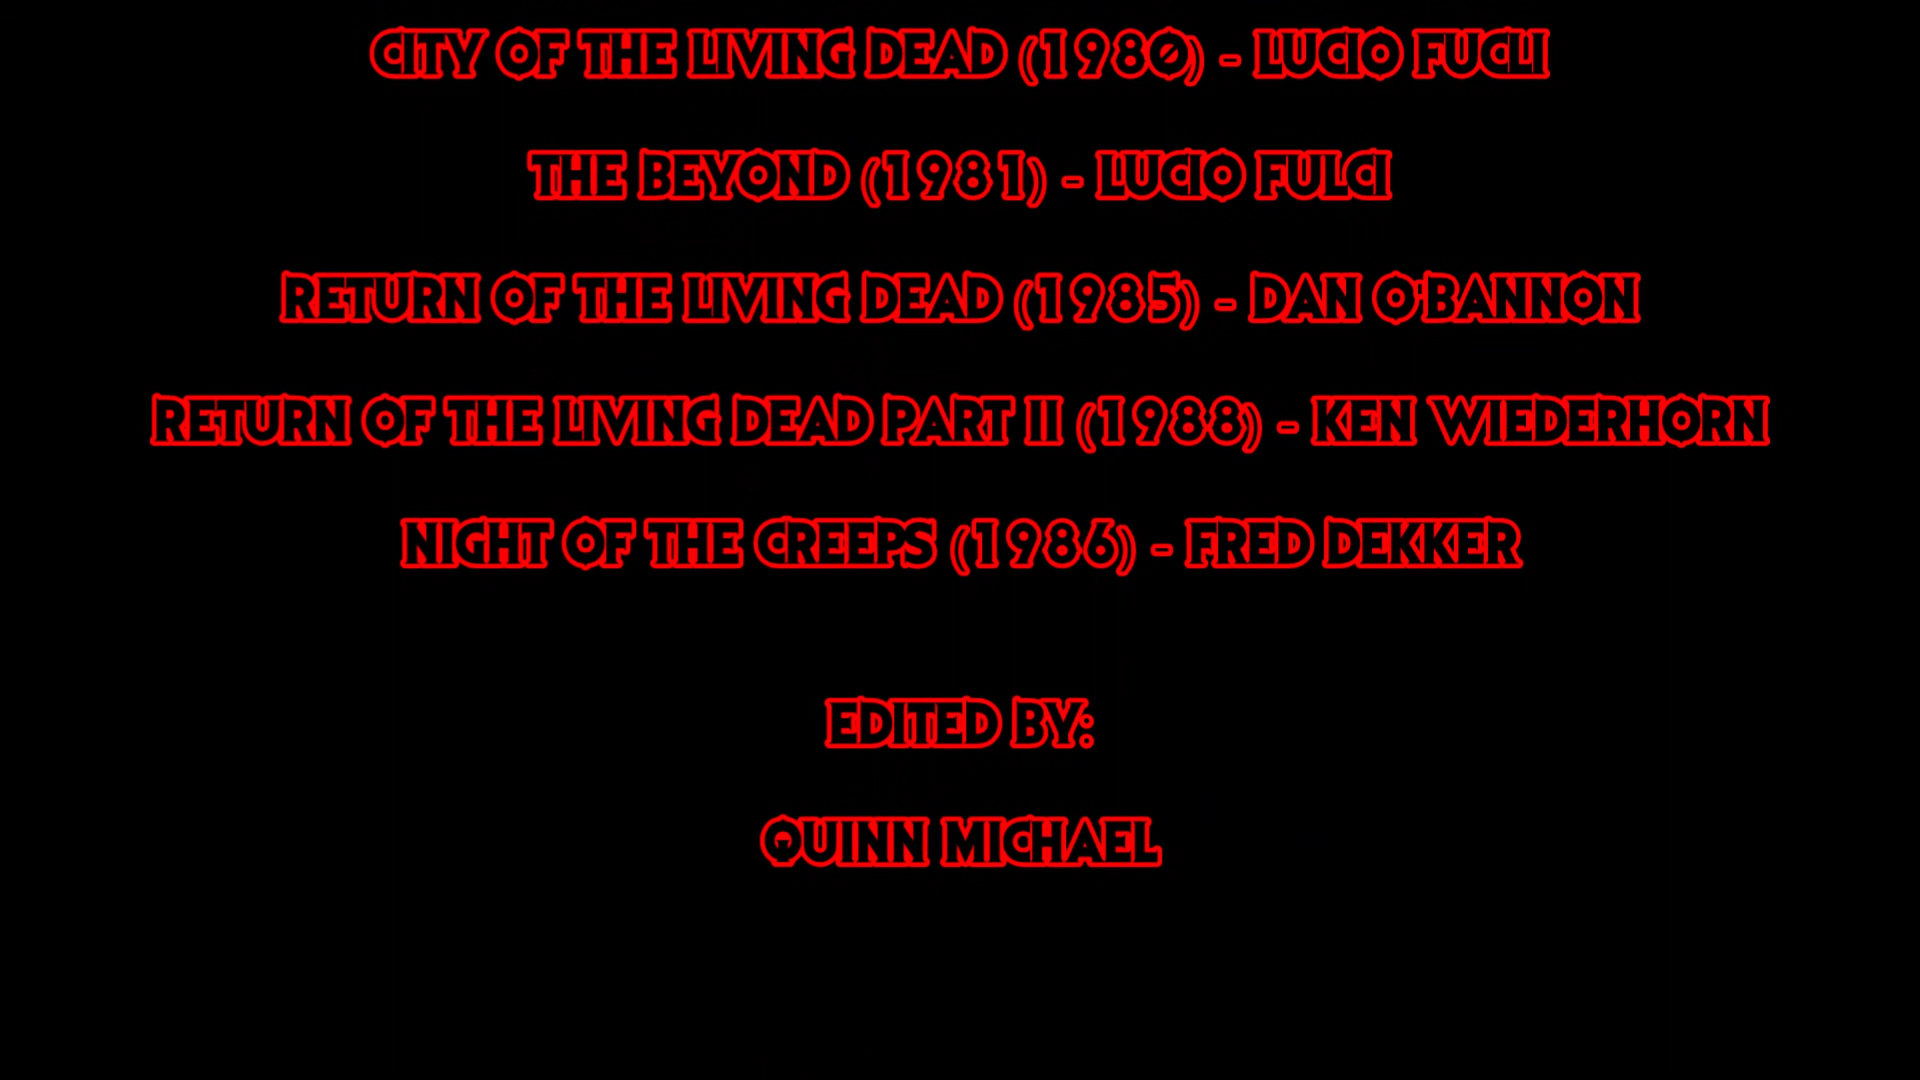 CITY OF THE LIVING DEAD (1980) - LUCIO FUCLI
THE BEYOND (1981) - LUCIO FULCI
RETURN OF THE LIVING DEAD (1985) - DAN O'BANNON
RETURN OF THE LIVING DEAD PART II (1988) - KEN WIEDERHORN
NIGHT OF THE CREEPS (1986) - FRED DEKKER
EDITED BY:
QUINN MICHAEL